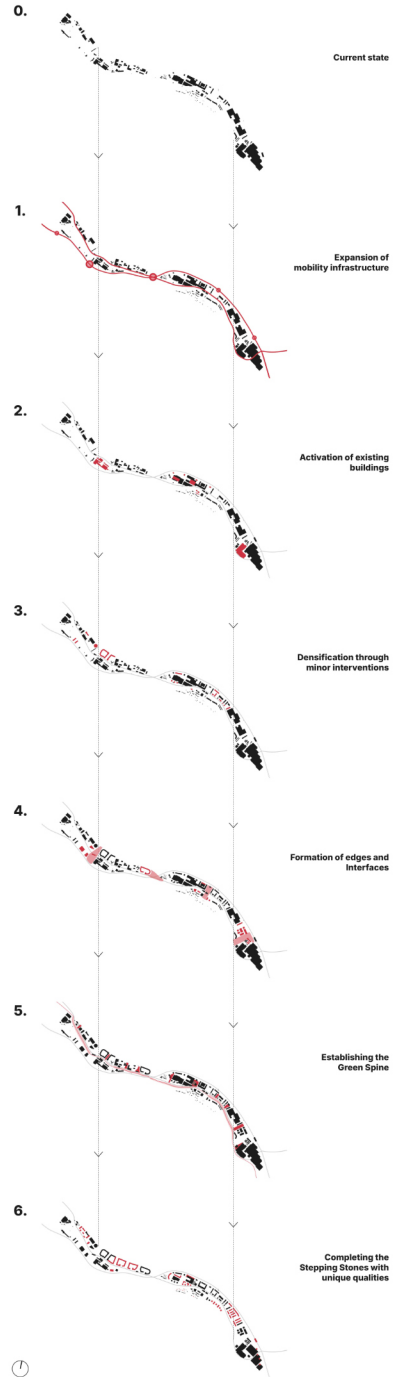 0.
Current state
1.
Expansion of
mobility infrastructure
2.
Activation of existing
buildings
3.
Densification through
minor interventions
4.
Formation of edges and
Interfaces
5.
Establishing the
Green Spine
6.
Completing the
Stepping Stones with
unique qualities